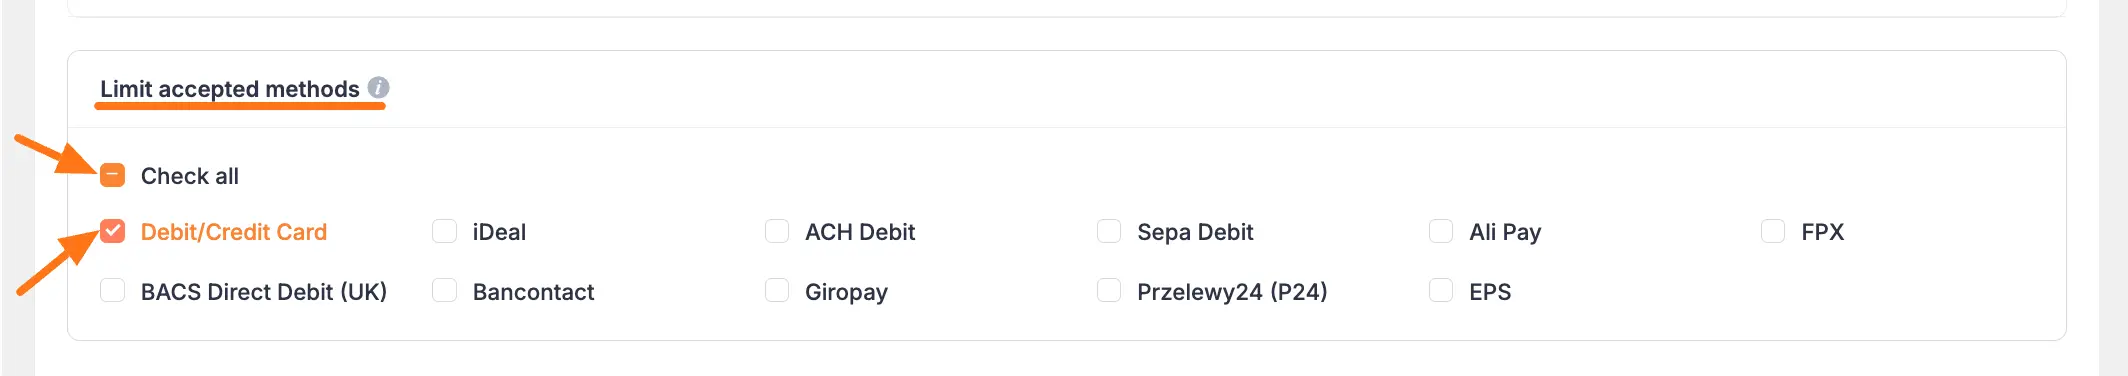 Limit accepted methods i
Check all
Debit/Credit Card iDeal ACH Debit Sepa Debit Ali Pay FPX
BACS Direct Debit (UK) Bancontact Giropay Przelewy24 (P24) EPS